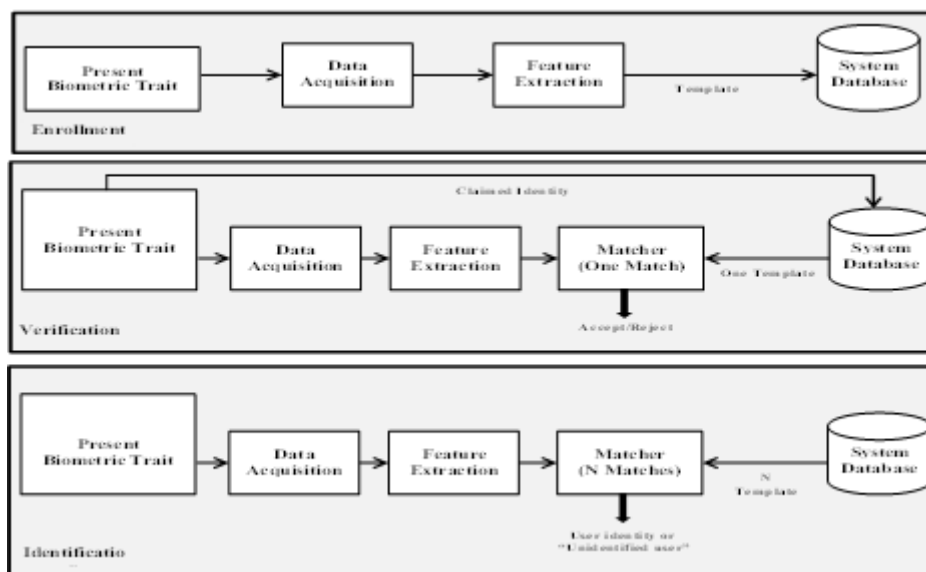 Present
Biometric Trait
Data
Acquisition
Feature
Extraction
Template
System
Database
Enrollment
Claimed Identity
Present
Biometric Trait
Data
Acquisition
Feature
Extraction
Matcher
(One Match)
One Template
System
Database
Accept/Reject
Verification
Present
Biometric Trait
Data
Acquisition
Feature
Extraction
Matcher
(N Matches)
N
Template
System
Database
User identity or
"Unidentified user"
Identificatio